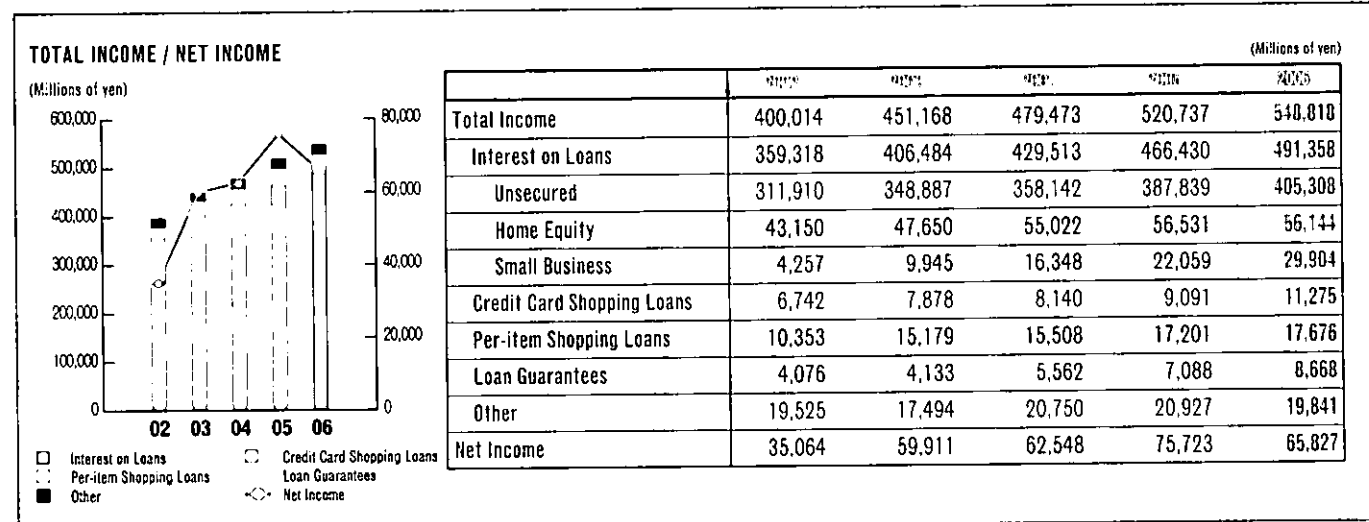 TOTAL INCOME / NET INCOME
(Millions of yen)
600,000
500,000
400,000
300,000
200,000
100,000
0
80,000
60,000
40,000
20,000
0
02 03 04 05 06
Interest on Loans
Credit Card Shopping Loans
Per-item Shopping Loans
Loan Guarantees
Other
Net Income
(Millions of yen)
Total Income 400,014 451,168 479,473 520,737 548,818
Interest on Loans 359,318 406,484 429,513 466,430 491,358
Unsecured 311,910 348,887 358,142 387,839 405,308
Home Equity 43,150 47,650 55,022 56,531 56,144
Small Business 4,257 9,945 16,348 22,059 29,904
Credit Card Shopping Loans 6,742 7,878 8,140 9,091 11,275
Per-item Shopping Loans 10,353 15,179 15,508 17,201 17,676
Loan Guarantees 4,076 4,133 5,562 7,088 8,668
Other 19,525 17,494 20,750 20,927 19,841
Net Income 35,064 59,911 62,548 75,723 65,827